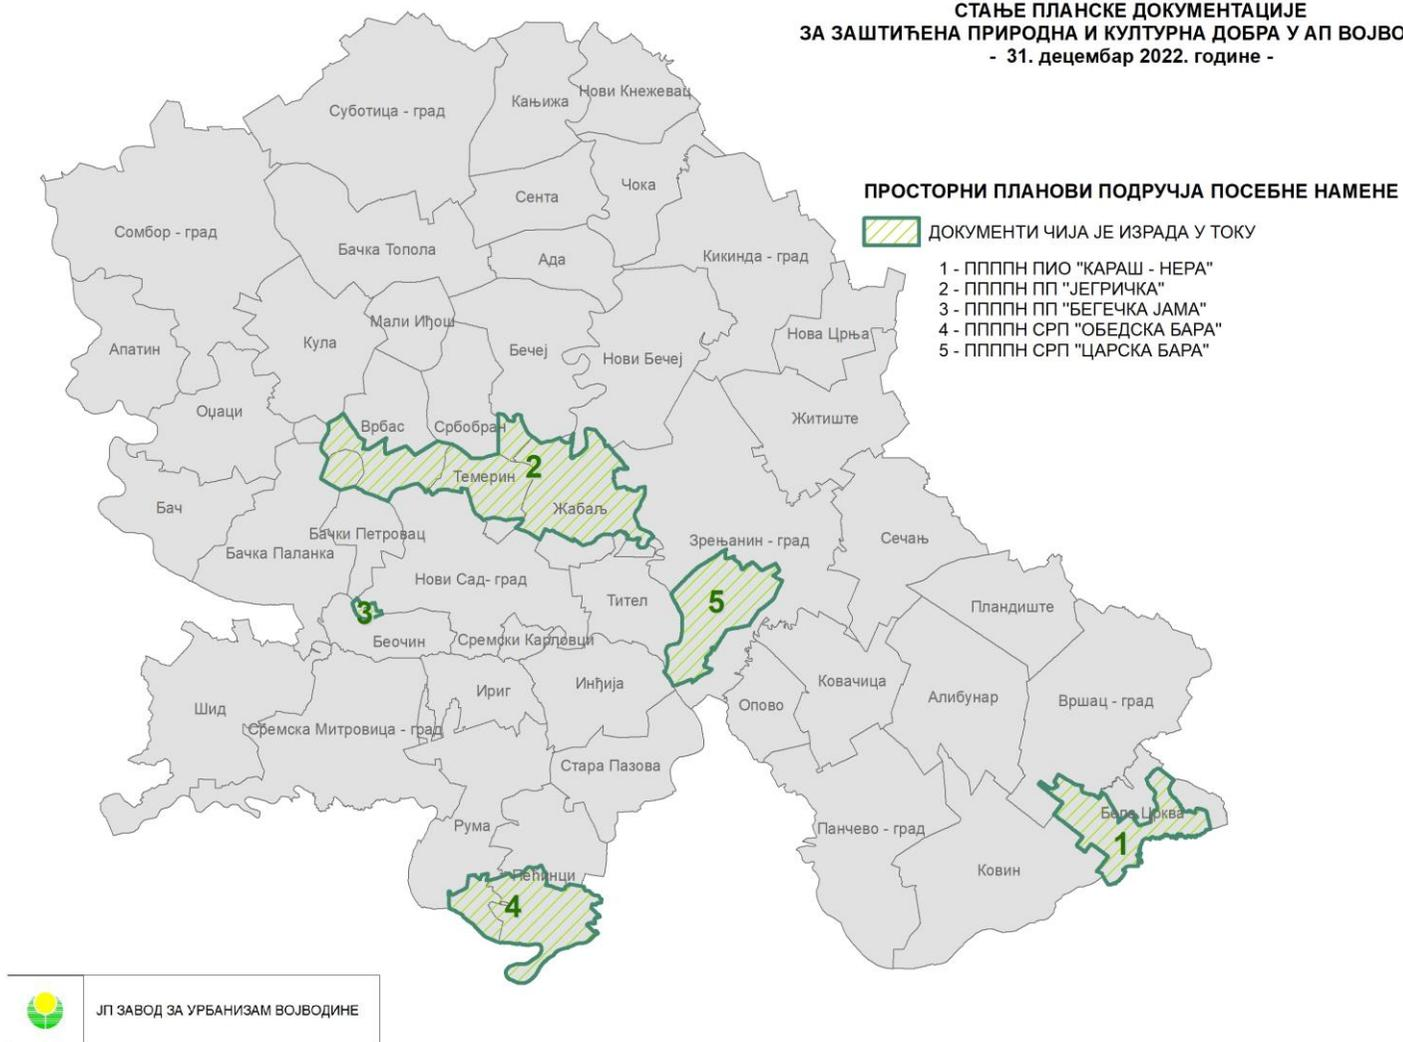 СТАЊЕ ПЛАНСКЕ ДОКУМЕНТАЦИЈЕ
ЗА ЗАШТИЋЕНА ПРИРОДНА И КУЛТУРНА ДОБРА У АП ВОЈВО
- 31. децембар 2022. године -
ПРОСТОРНИ ПЛАНОВИ ПОДРУЧЈА ПОСЕБНЕ НАМЕНЕ
ДОКУМЕНТИ ЧИЈА ЈЕ ИЗРАДА У ТОКУ
1 - ПППPН ПИО "КАРАШ - НЕРА"
2 - ППППН ПП "ЈЕГРИЧКА"
3 - ППППН ПП "БЕГЕЧКА ЈАМА"
4 - ППППН СРП "ОБЕДСКА БАРА"
5 - ППППН СРП "ЦАРСКА БАРА"
Суботица - град
Кањижа
Нови Кнежевац
Сента
Чока
Сомбор - град
Бачка Топола
Ада
Кикинда - град
Мали Иђош
Апатин
Кула
Бечеј
Нови Бечеј
Нова Црња
Оџаци
Врбас
Србобран
Житиште
2
Темерин
Жабаљ
Бач
Бачки Петровац
Бачка Паланка
Зрењанин - град
Сечањ
Нови Сад- град
Тител
5
Пландиште
3
Беочин
Сремски Карловци
Шид
Ириг
Инђија
Опово
Ковачица
Алибунар
Вршац - град
Сремска Митровица - град
Стара Пазова
Рума
Панчево - град
Бела Црква
1
Ковин
Пећинци
4
ЈП ЗАВОД ЗА УРБАНИЗАМ ВОЈВОДИНЕ